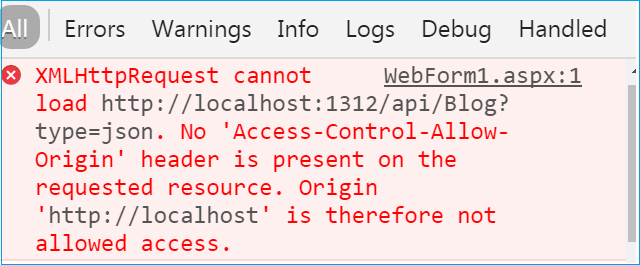 All Errors Warnings Info Logs Debug Handled
XMLHttpRequest cannot WebForm1.aspx:1
load http://localhost:1312/api/Blog?
type=json. No 'Access-Control-Allow-
Origin' header is present on the
requested resource. Origin
'http://localhost' is therefore not
allowed access.